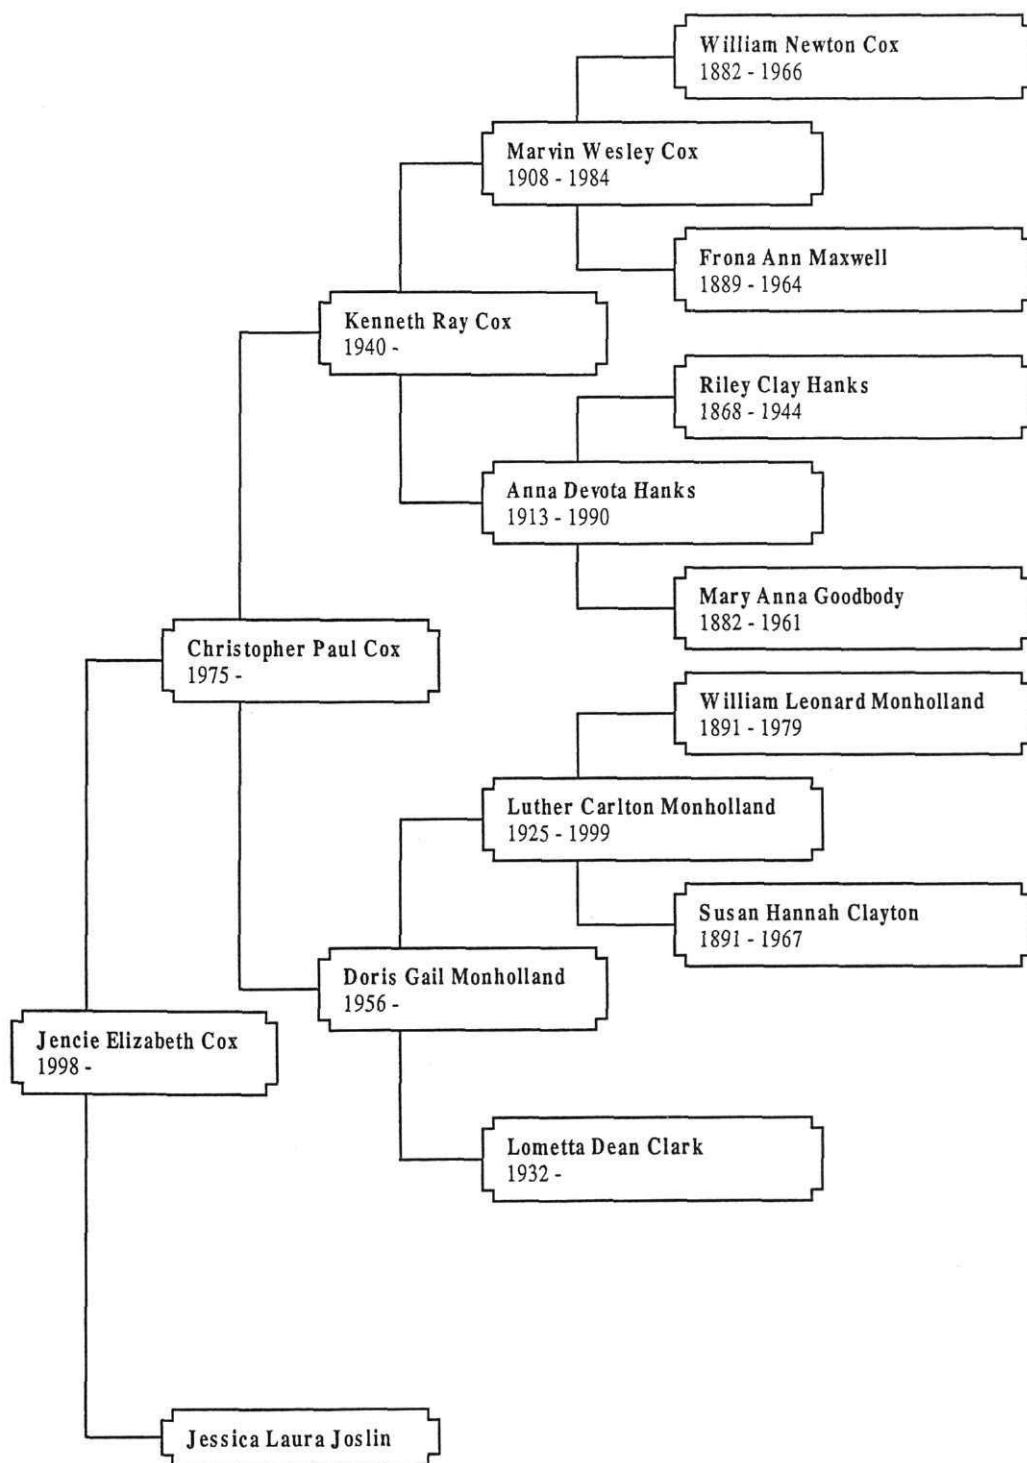 William Newton Cox
1882 - 1966
Marvin Wesley Cox
1908 - 1984
Frona Ann Maxwell
1889 - 1964
Kenneth Ray Cox
1940 -
Riley Clay Hanks
1868 - 1944
Anna Devota Hanks
1913 - 1990
Mary Anna Goodbody
1882 - 1961
Christopher Paul Cox
1975 -
William Leonard Monholland
1891 - 1979
Luther Carlton Monholland
1925 - 1999
Susan Hannah Clayton
1891 - 1967
Doris Gail Monholland
1956 -
Jencie Elizabeth Cox
1998 -
Lometta Dean Clark
1932 -
Jessica Laura Joslin